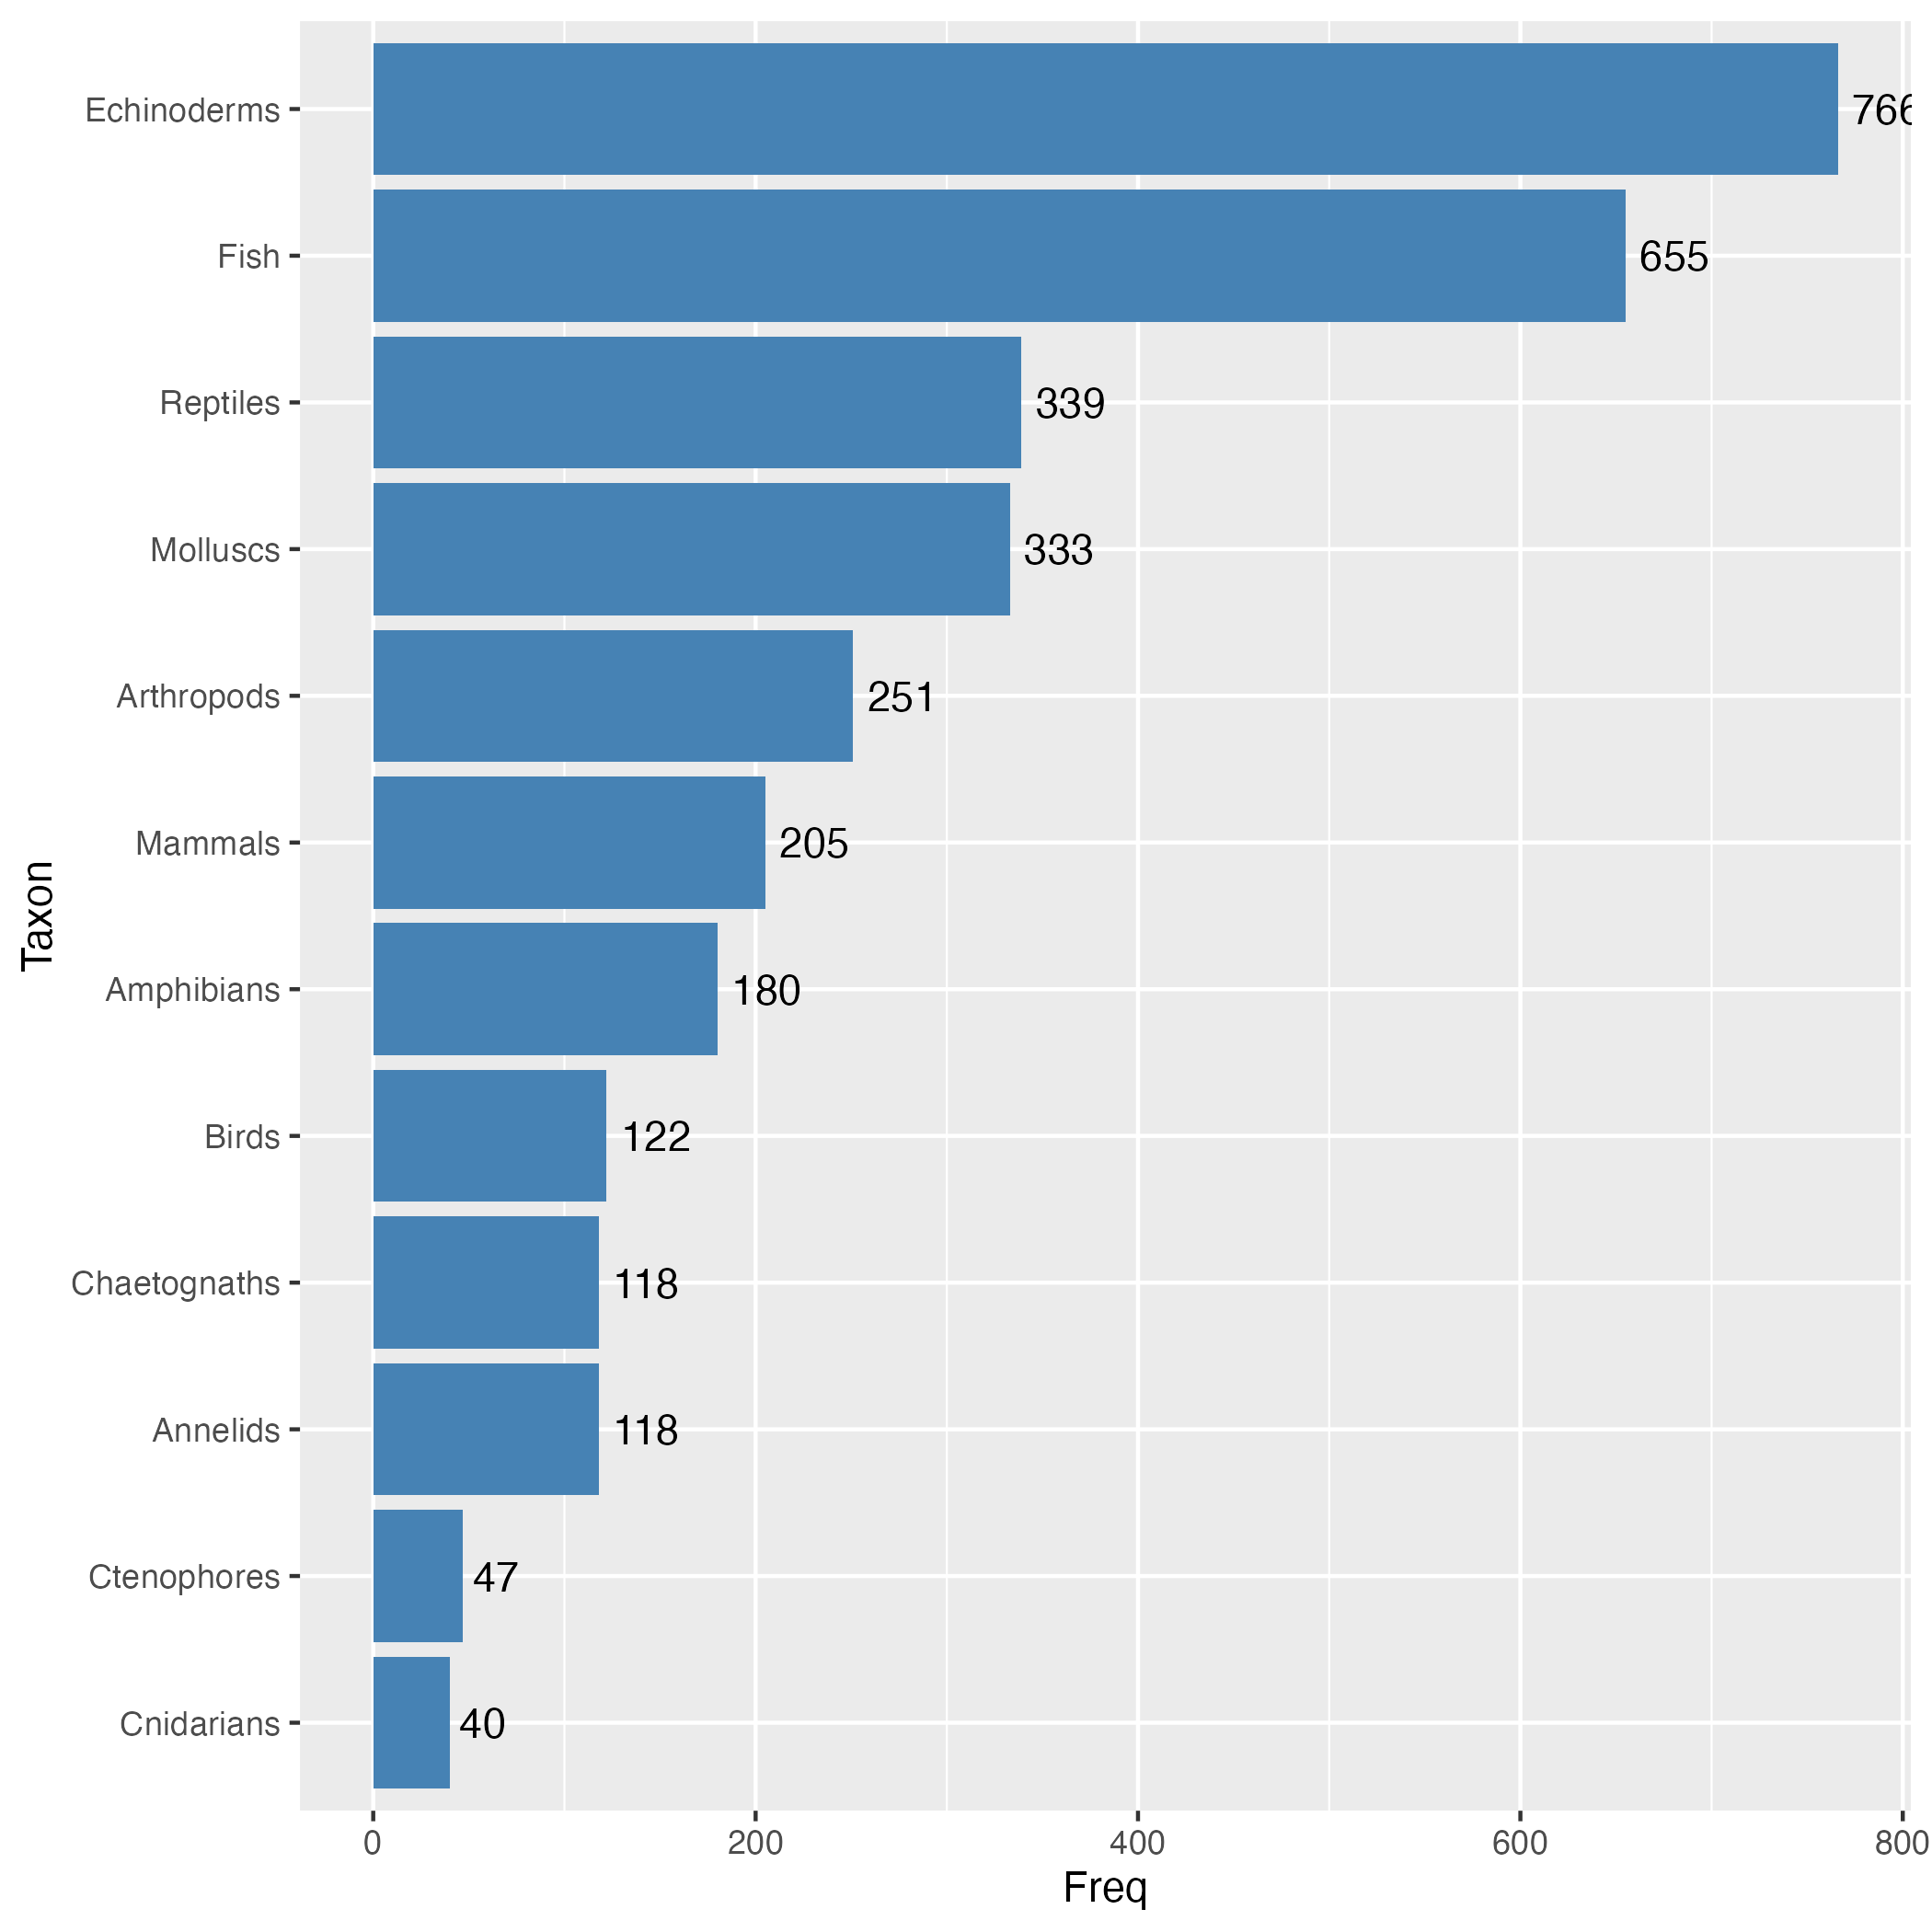 Echinoderms 766
Fish 655
Reptiles 339
Molluscs 333
Arthropods 251
Mammals 205
Taxon
Amphibians 180
Birds 122
Chaetognaths 118
Annelids 118
Ctenophores 47
Cnidarians 40
0 200 400 600 800
Freq